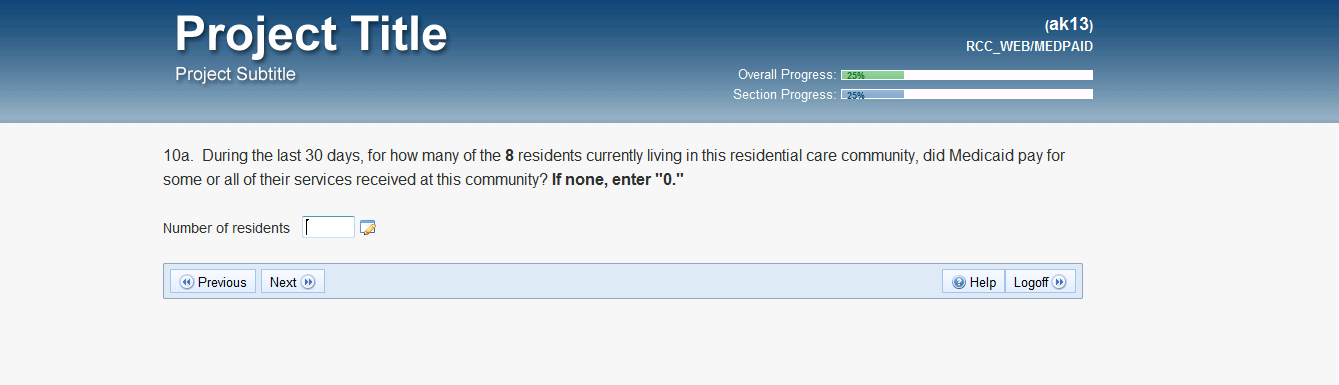 Project Title
Project Subtitle
(ak13)
RCC_WEB/MEDPAID
Overall Progress: 25%
Section Progress: 25%
10a. During the last 30 days, for how many of the 8 residents currently living in this residential care community, did Medicaid pay for
some or all of their services received at this community? If none, enter "0."
Number of residents
Previous Next Help Logoff